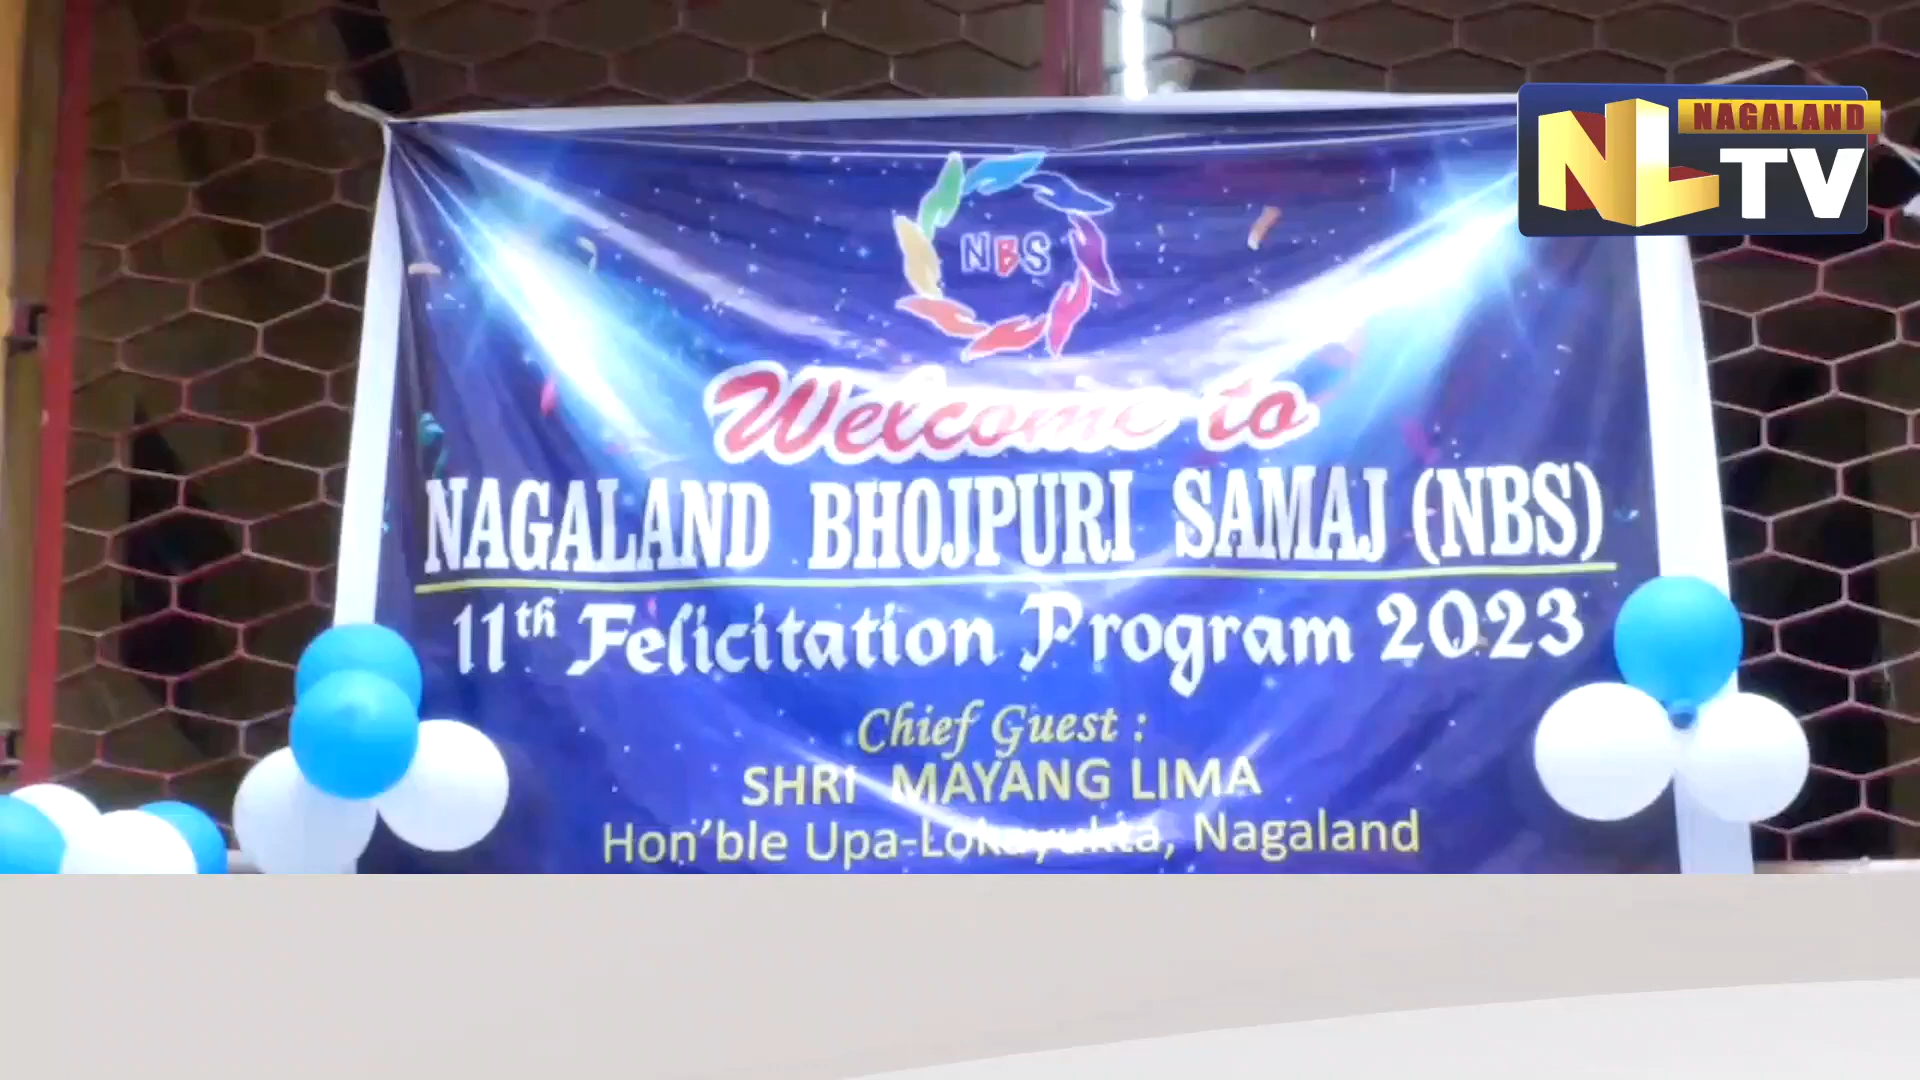 NAGALAND
NL TV
NBS
Welcome to
NAGALAND BHOJPURI SAMAJ (NBS)
11th Felicitation Program 2023
Chief Guest :
SHRI MAYANG LIMA
Hon'ble Upa-Lokayukta, Nagaland